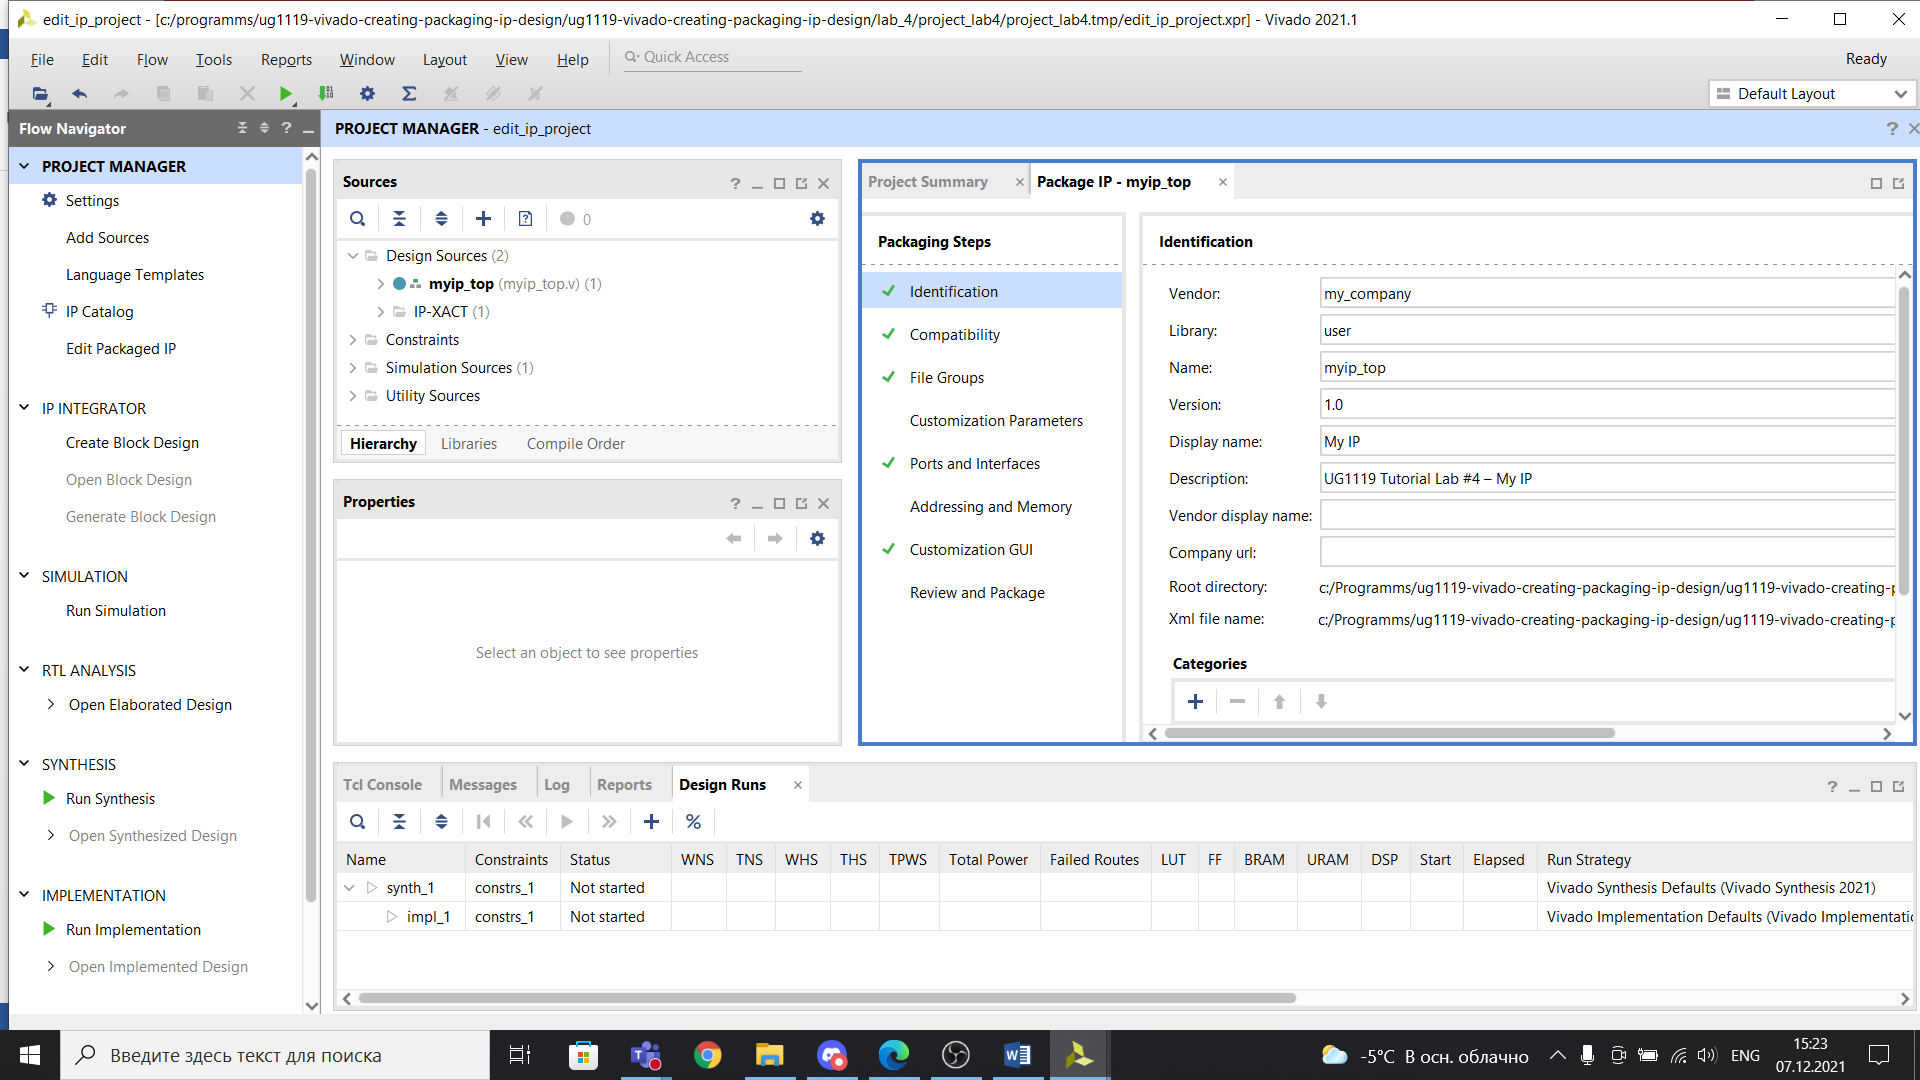 edit_ip_project - [c:/programms/ug1119-vivado-creating-packaging-ip-design/ug1119-vivado-creating-packaging-ip-design/lab_4/project_lab4/project_lab4.tmp/edit_ip_project.xpr] - Vivado 2021.1
File Edit Flow Tools Reports Window Layout View Help Quick Access Ready
Default Layout
Flow Navigator
PROJECT MANAGER
Settings
Add Sources
Language Templates
IP Catalog
Edit Packaged IP
IP INTEGRATOR
Create Block Design
Open Block Design
Generate Block Design
SIMULATION
Run Simulation
RTL ANALYSIS
Open Elaborated Design
SYNTHESIS
Run Synthesis
Open Synthesized Design
IMPLEMENTATION
Run Implementation
Open Implemented Design
PROJECT MANAGER - edit_ip_project
Sources
0
Design Sources (2)
myip_top (myip_top.v) (1)
IP-XACT (1)
Constraints
Simulation Sources (1)
Utility Sources
Hierarchy Libraries Compile Order
Properties
Select an object to see properties
Project Summary Package IP - myip_top
Packaging Steps
Identification
Compatibility
File Groups
Customization Parameters
Ports and Interfaces
Addressing and Memory
Customization GUI
Review and Package
Identification
Vendor: my_company
Library: user
Name: myip_top
Version: 1.0
Display name: My IP
Description: UG1119 Tutorial Lab #4 – My IP
Vendor display name:
Company url:
Root directory: c:/Programms/ug1119-vivado-creating-packaging-ip-design/ug1119-vivado-creating-p
Xml file name: c:/Programms/ug1119-vivado-creating-packaging-ip-design/ug1119-vivado-creating-p
Categories
Tcl Console Messages Log Reports Design Runs
Name Constraints Status WNS TNS WHS THS TPWS Total Power Failed Routes LUT FF BRAM URAM DSP Start Elapsed Run Strategy
synth_1 constrs_1 Not started Vivado Synthesis Defaults (Vivado Synthesis 2021)
impl_1 constrs_1 Not started Vivado Implementation Defaults (Vivado Implementatic
Введите здесь текст для поиска
-5°C В осн. облачно
ENG
15:23
07.12.2021